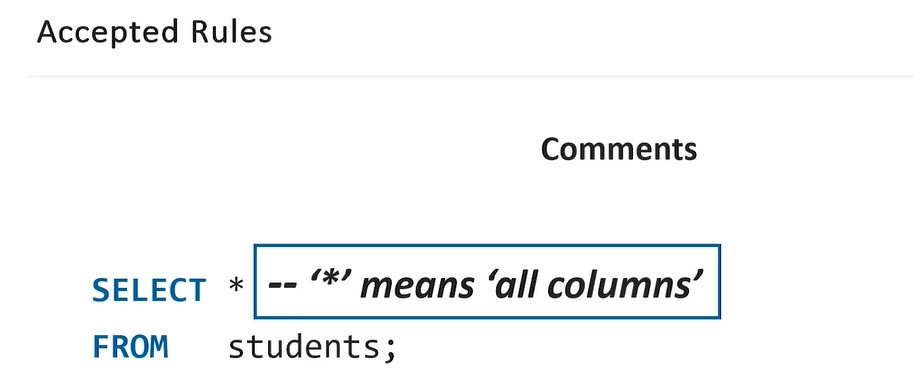 Accepted Rules
Comments
SELECT * -- ‘*’ means ‘all columns’
FROM students;